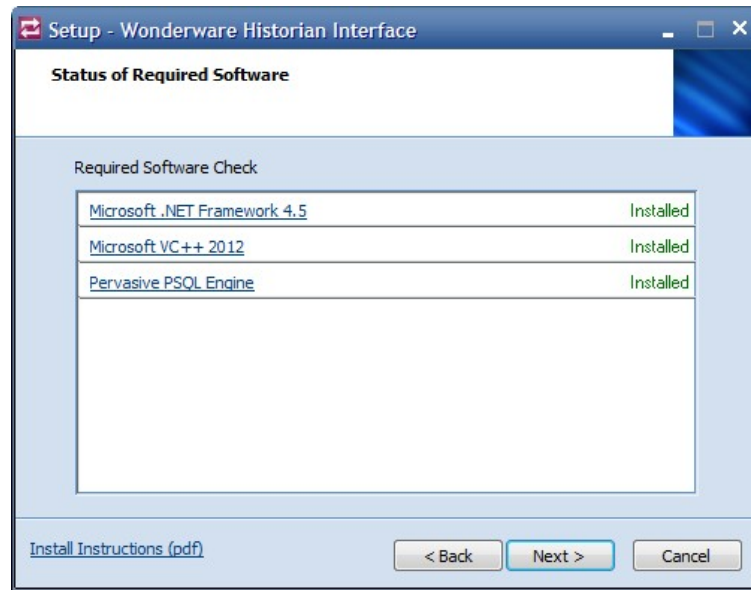 Setup - Wonderware Historian Interface
Status of Required Software
Required Software Check
Microsoft .NET Framework 4.5 Installed
Microsoft VC++ 2012 Installed
Pervasive PSQL Engine Installed
Install Instructions (pdf) < Back Next > Cancel